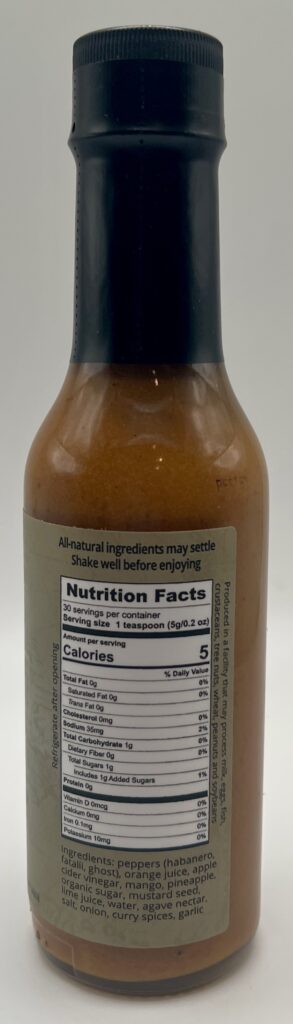 All-natural ingredients may settle
Shake well before enjoying
Nutrition Facts
30 servings per container
Serving size 1 teaspoon (5g/0.2 oz)
Amount per serving
Calories 5
% Daily Value
Total Fat 0g 0%
Saturated Fat 0g 0%
Trans Fat 0g
Cholesterol 0mg 0%
Sodium 35mg 2%
Total Carbohydrate 1g 0%
Dietary Fiber 0g 0%
Total Sugars 1g
Includes 1g Added Sugars 1%
Protein 0g
Vitamin D 0mcg 0%
Calcium 0mg 0%
Iron 0.1mg 0%
Potassium 10mg 0%
Refrigerate after opening
Produced in a facility that may process milk, eggs, fish,
crustaceans, tree nuts, wheat, peanuts and soybeans
Ingredients: peppers (habanero,
fatalii, ghost), orange juice, apple
cider vinegar, mango, pineapple,
organic sugar, mustard seed,
lime juice, water, agave nectar,
salt, onion, curry spices, garlic